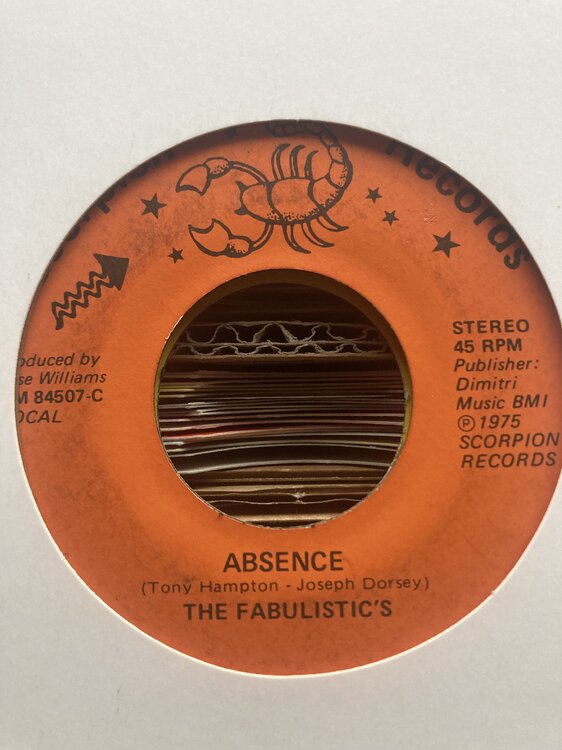 Records
oduced by
se Williams
M 84507-C
OCAL
STEREO
45 RPM
Publisher:
Dimitri
Music BMI
℗ 1975
SCORPION
RECORDS
ABSENCE
(Tony Hampton - Joseph Dorsey)
THE FABULISTIC'S